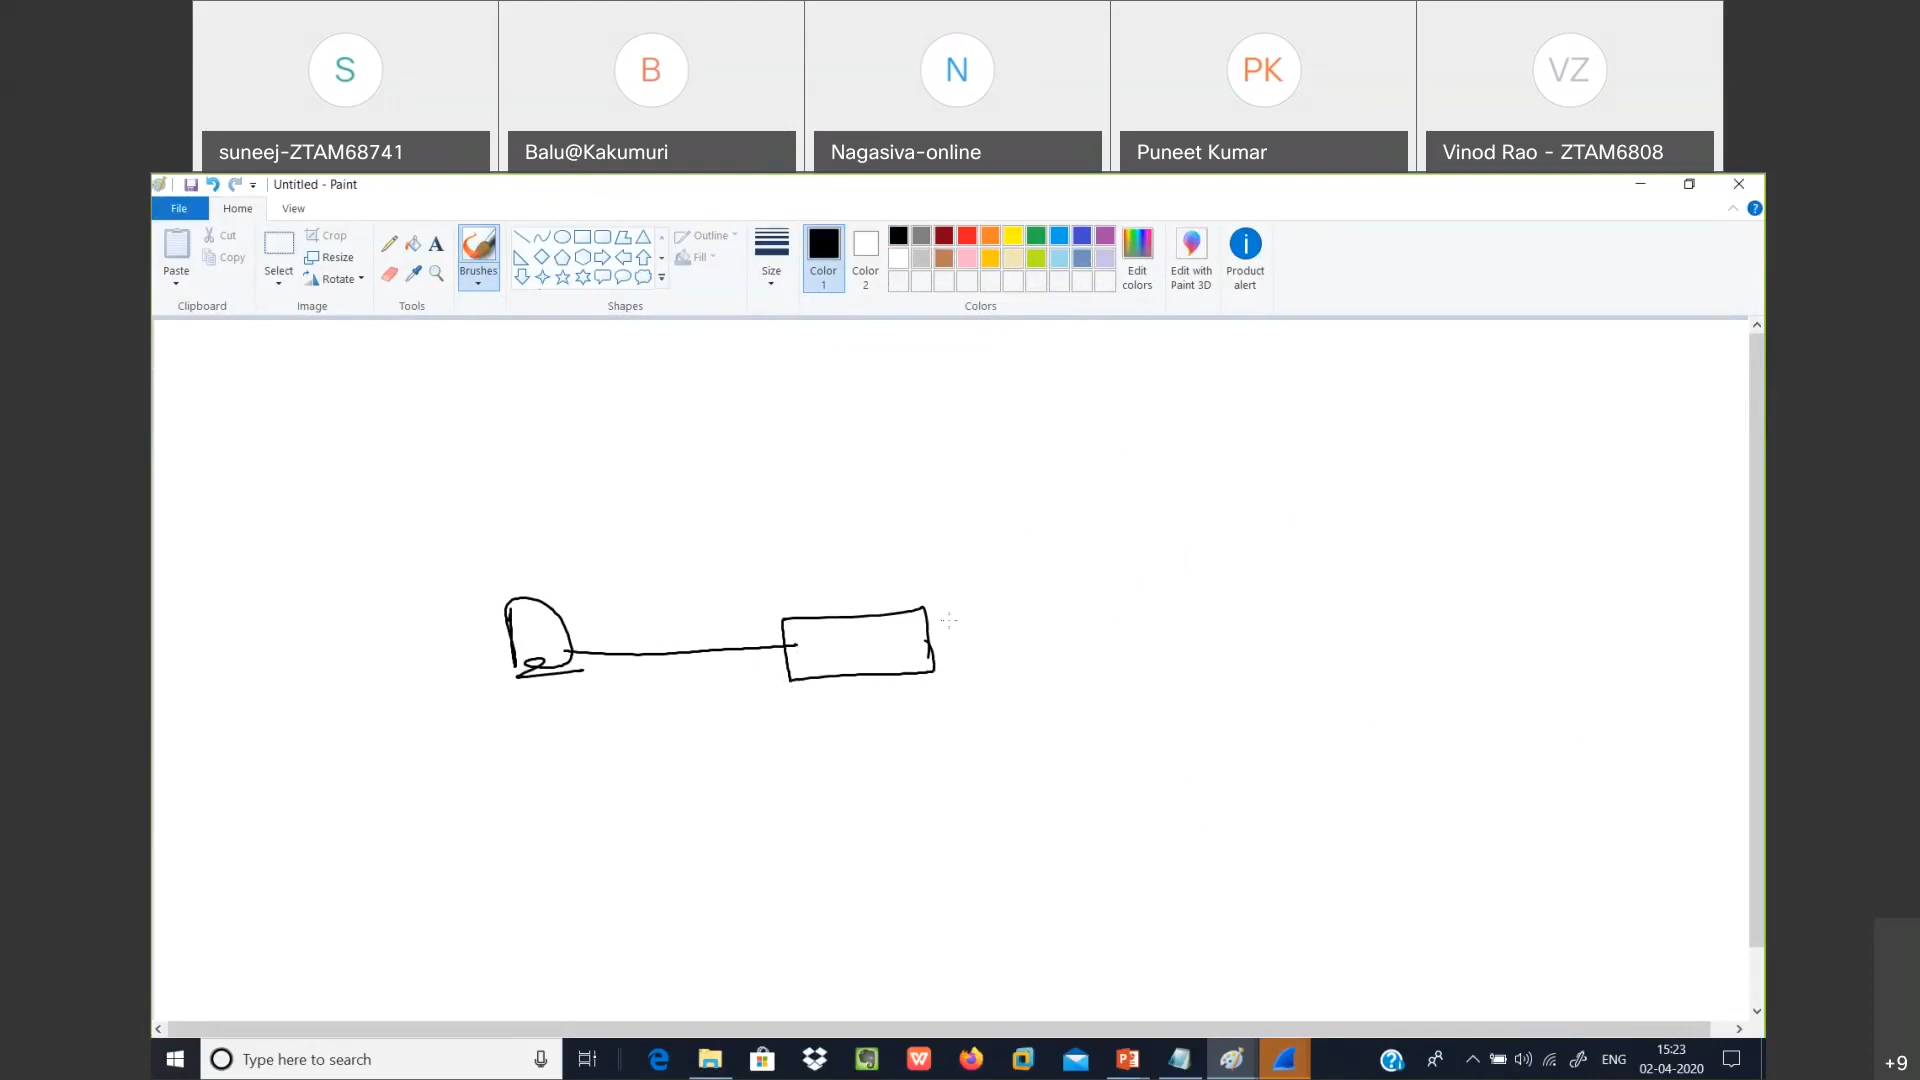 S B N PK VZ
suneej-ZTAM68741 Balu@Kakumuri Nagasiva-online Puneet Kumar Vinod Rao - ZTAM6808
Untitled - Paint
File Home View
Paste
Cut
Copy
Clipboard
Select
Crop
Resize
Rotate
Image
A
Tools
Brushes
Shapes
Outline
Fill
Size
Color
1
Color
2
Colors
Edit
colors
Edit with
Paint 3D
Product
alert
Type here to search
ENG
15:23
02-04-2020
+9